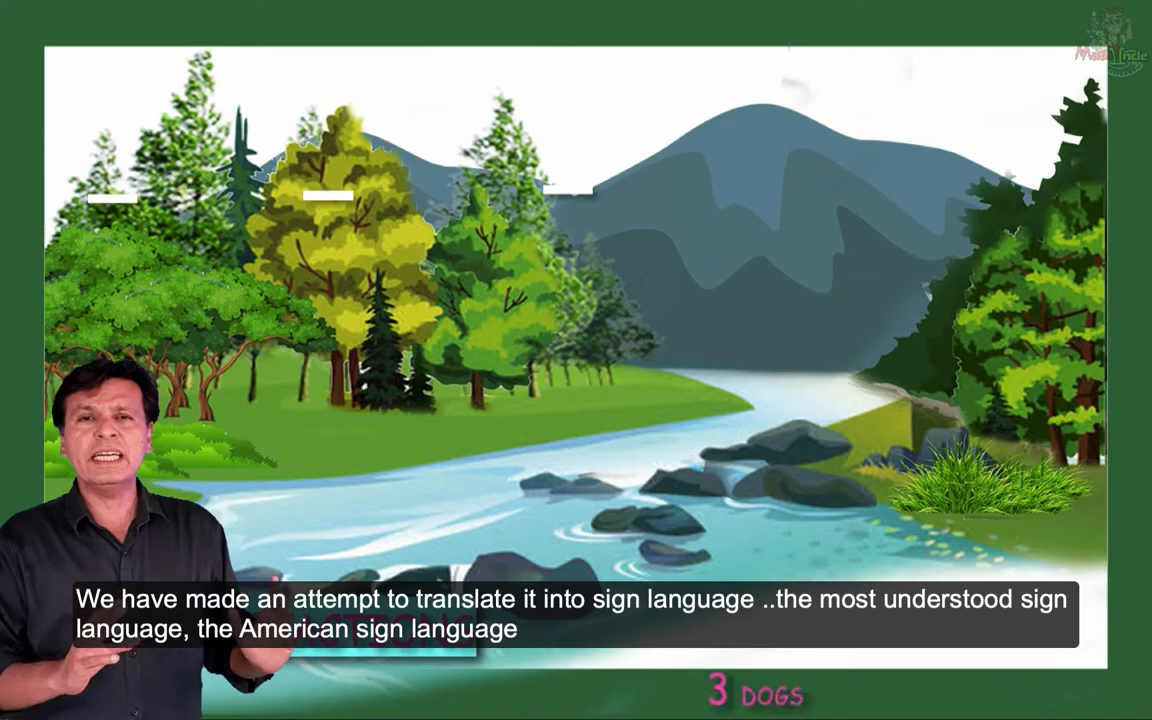 We have made an attempt to translate it into sign language ..the most understood sign
language, the American sign language
3 DOGS